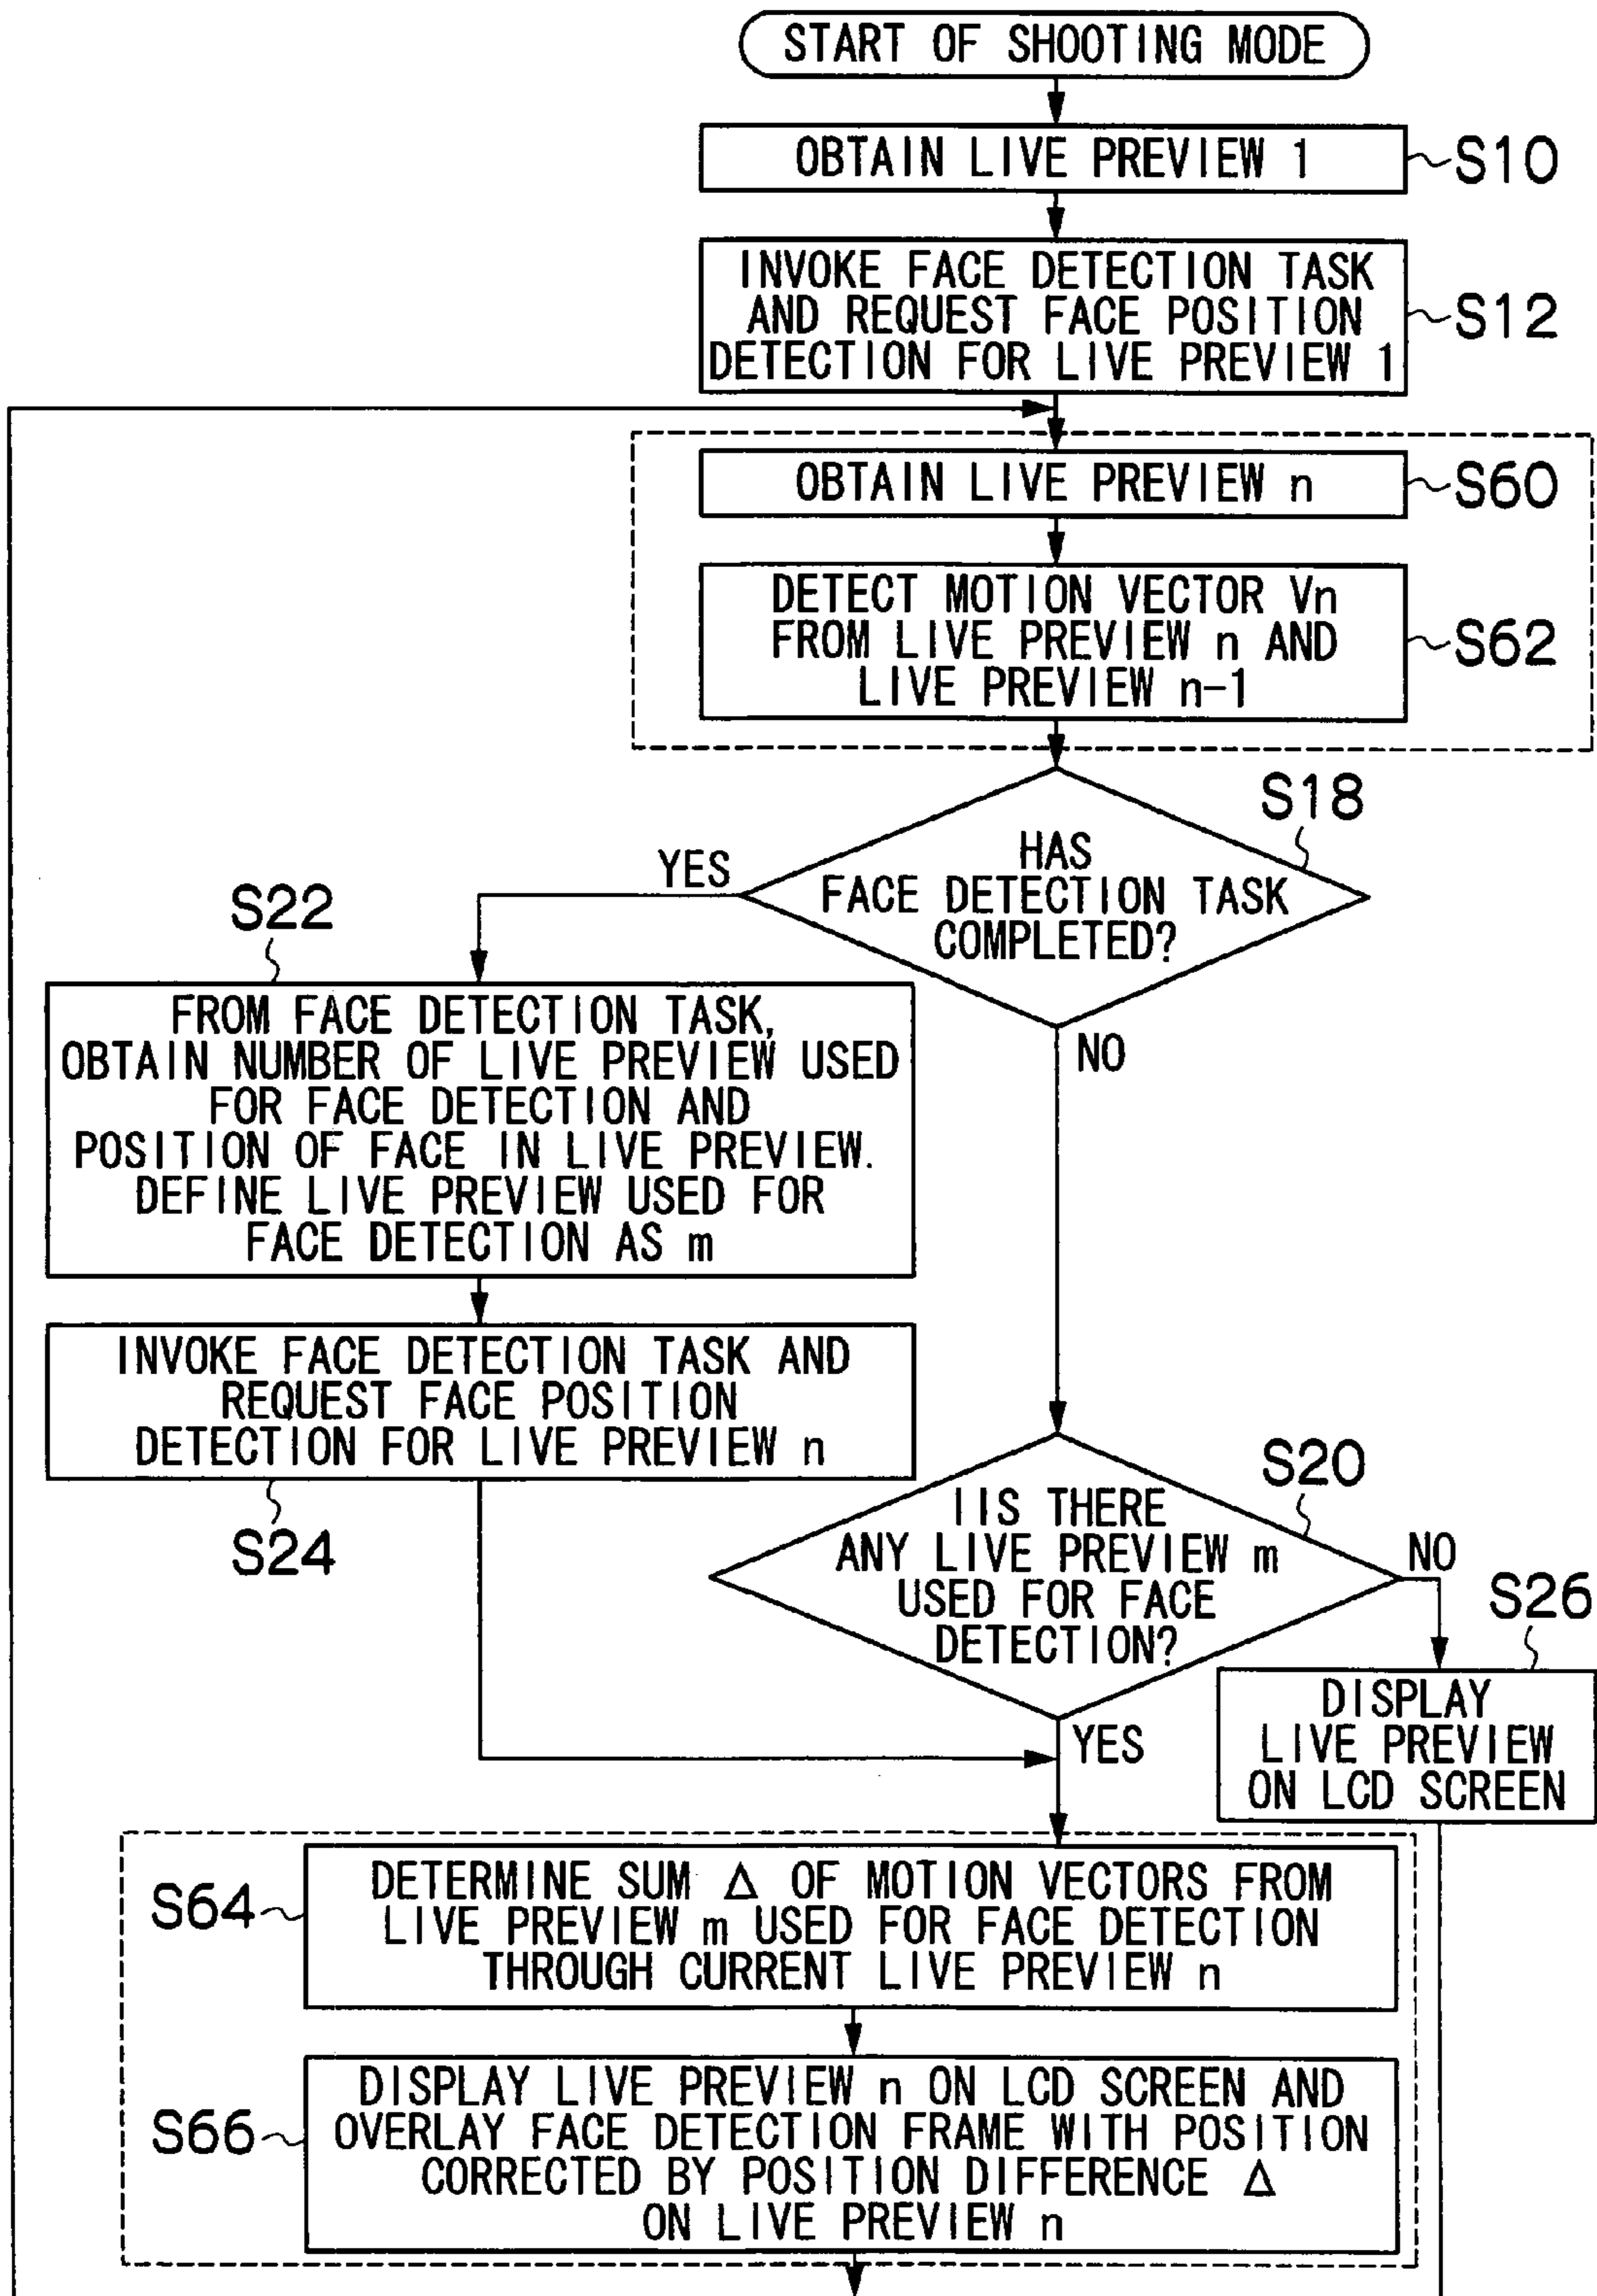 START OF SHOOTING MODE
OBTAIN LIVE PREVIEW 1
S10
INVOKE FACE DETECTION TASK
AND REQUEST FACE POSITION
DETECTION FOR LIVE PREVIEW 1
S12
OBTAIN LIVE PREVIEW n
S60
DETECT MOTION VECTOR Vn
FROM LIVE PREVIEW n AND
LIVE PREVIEW n-1
S62
S18
HAS
FACE DETECTION TASK
COMPLETED?
YES
NO
S22
FROM FACE DETECTION TASK,
OBTAIN NUMBER OF LIVE PREVIEW USED
FOR FACE DETECTION AND
POSITION OF FACE IN LIVE PREVIEW.
DEFINE LIVE PREVIEW USED FOR
FACE DETECTION AS m
INVOKE FACE DETECTION TASK AND
REQUEST FACE POSITION
DETECTION FOR LIVE PREVIEW n
S24
S20
IIS THERE
ANY LIVE PREVIEW m
USED FOR FACE
DETECTION?
NO
YES
S26
DISPLAY
LIVE PREVIEW
ON LCD SCREEN
S64
DETERMINE SUM Δ OF MOTION VECTORS FROM
LIVE PREVIEW m USED FOR FACE DETECTION
THROUGH CURRENT LIVE PREVIEW n
S66
DISPLAY LIVE PREVIEW n ON LCD SCREEN AND
OVERLAY FACE DETECTION FRAME WITH POSITION
CORRECTED BY POSITION DIFFERENCE Δ
ON LIVE PREVIEW n